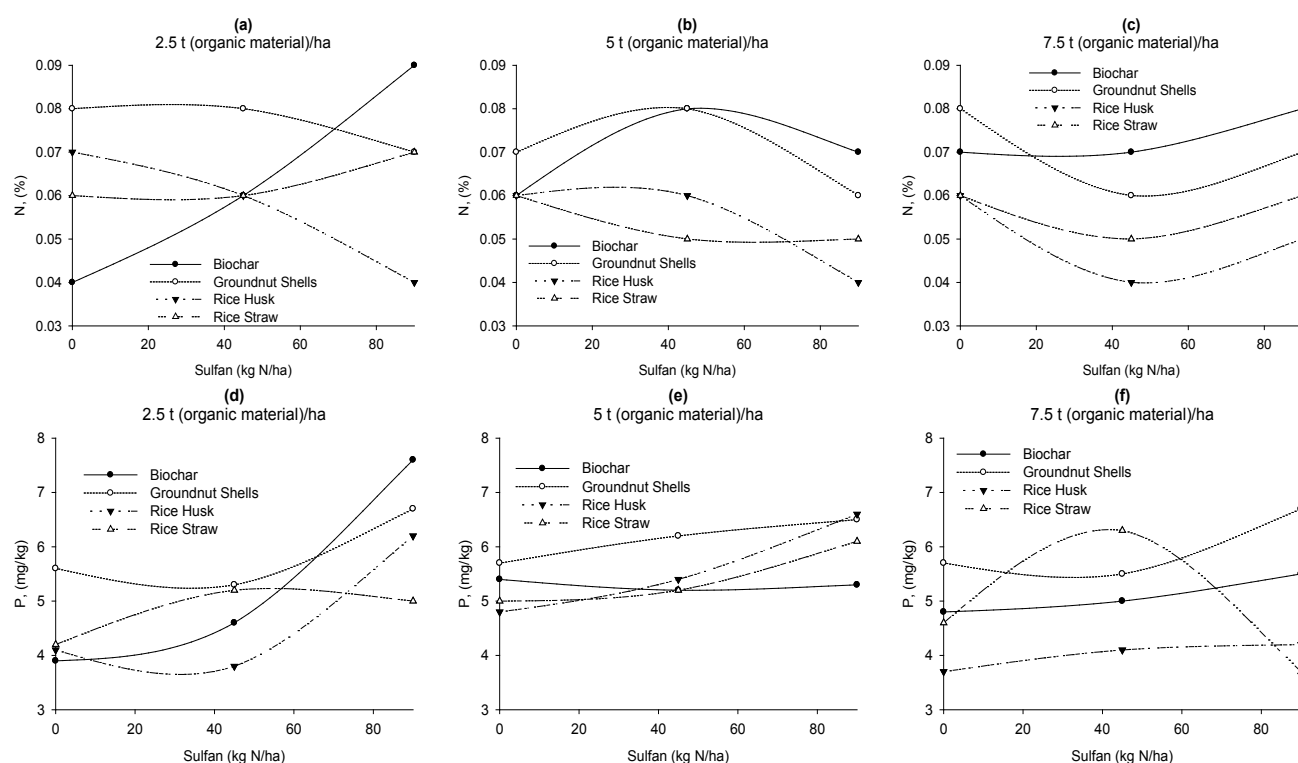 (a)
2.5 t (organic material)/ha
0.09
0.08
0.07
0.06
0.05
0.04
0.03
N, (%)
Biochar
Groundnut Shells
Rice Husk
Rice Straw
0 20 40 60 80
Sulfan (kg N/ha)
(b)
5 t (organic material)/ha
0.09
0.08
0.07
0.06
0.05
0.04
0.03
N, (%)
Biochar
Groundnut Shells
Rice Husk
Rice Straw
0 20 40 60 80
Sulfan (kg N/ha)
(c)
7.5 t (organic material)/ha
0.09
0.08
0.07
0.06
0.05
0.04
0.03
N, (%)
Biochar
Groundnut Shells
Rice Husk
Rice Straw
0 20 40 60 80
Sulfan (kg N/ha)
(d)
2.5 t (organic material)/ha
8
7
6
5
4
3
P, (mg/kg)
Biochar
Groundnut Shells
Rice Husk
Rice Straw
0 20 40 60 80
Sulfan (kg N/ha)
(e)
5 t (organic material)/ha
8
7
6
5
4
3
P, (mg/kg)
Biochar
Groundnut Shells
Rice Husk
Rice Straw
0 20 40 60 80
Sulfan (kg N/ha)
(f)
7.5 t (organic material)/ha
8
7
6
5
4
3
P, (mg/kg)
Biochar
Groundnut Shells
Rice Husk
Rice Straw
0 20 40 60 80
Sulfan (kg N/ha)